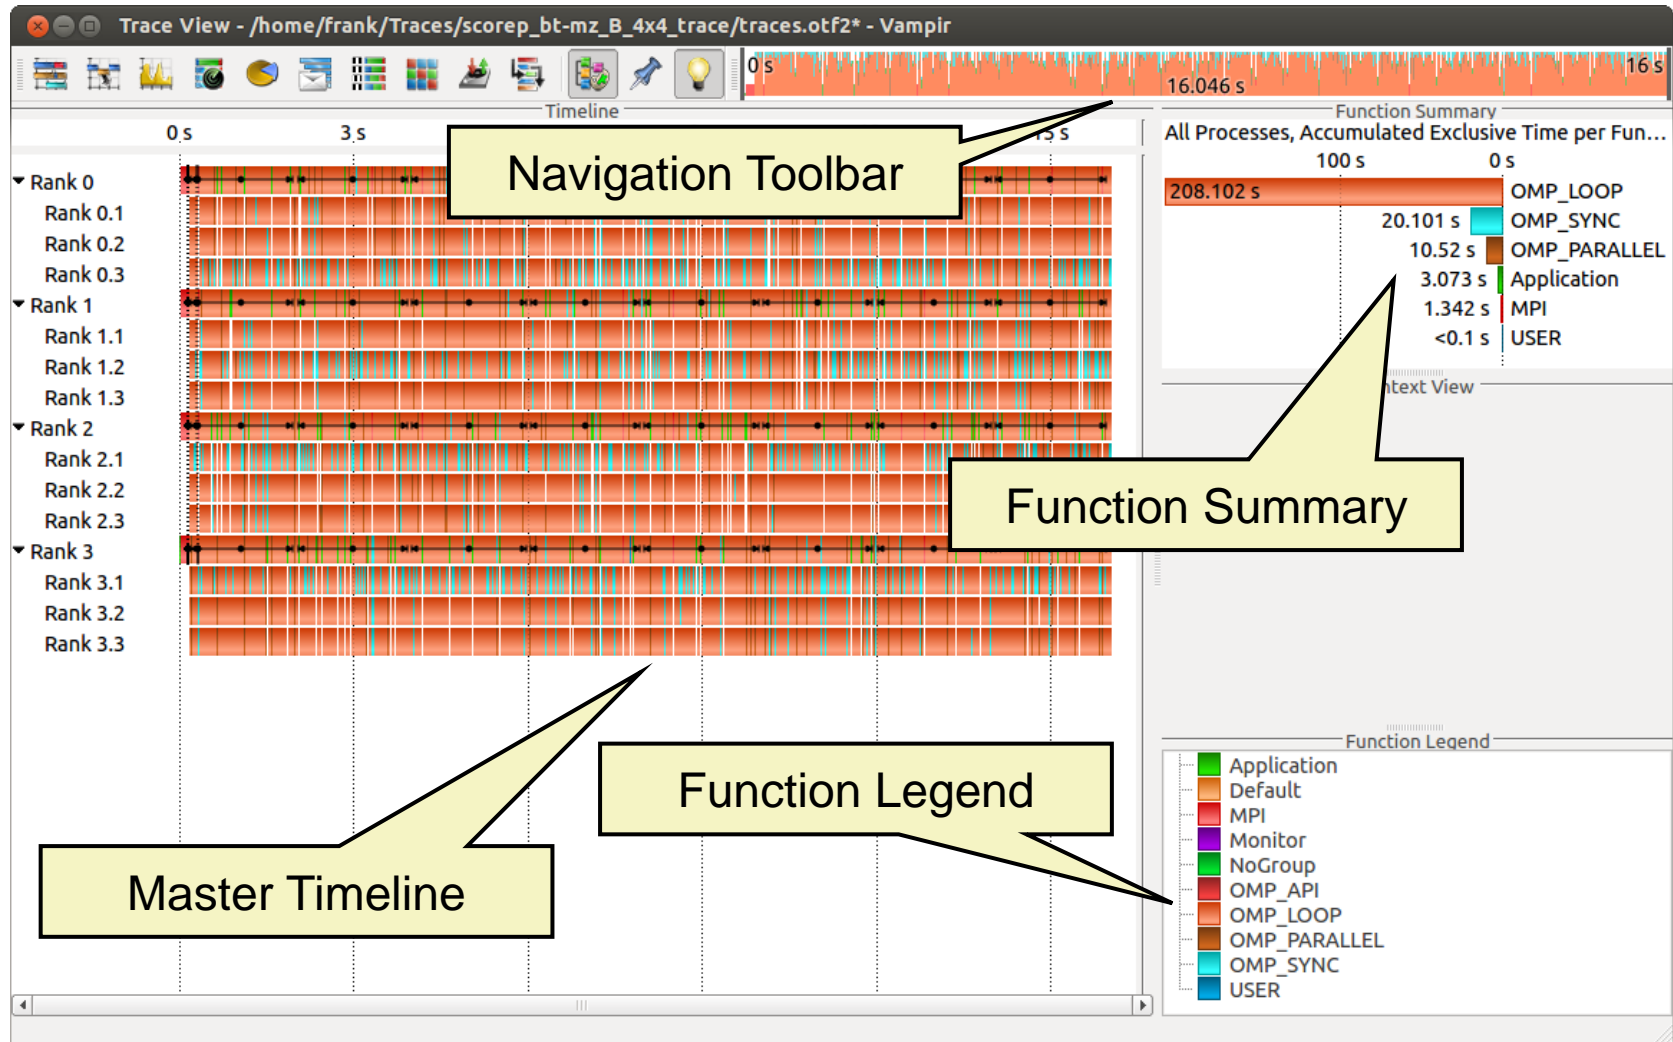 Trace View - /home/frank/Traces/scorep_bt-mz_B_4x4_trace/traces.otf2* - Vampir
0 s
16 s
16.046 s
Timeline
0 s
3 s
15 s
Navigation Toolbar
Rank 0
Rank 0.1
Rank 0.2
Rank 0.3
Rank 1
Rank 1.1
Rank 1.2
Rank 1.3
Rank 2
Rank 2.1
Rank 2.2
Rank 2.3
Rank 3
Rank 3.1
Rank 3.2
Rank 3.3
Master Timeline
Function Legend
Function Summary
All Processes, Accumulated Exclusive Time per Fun...
100 s
0 s
208.102 s OMP_LOOP
20.101 s OMP_SYNC
10.52 s OMP_PARALLEL
3.073 s Application
1.342 s MPI
<0.1 s USER
ntext View
Function Summary
Function Legend
Application
Default
MPI
Monitor
NoGroup
OMP_API
OMP_LOOP
OMP_PARALLEL
OMP_SYNC
USER